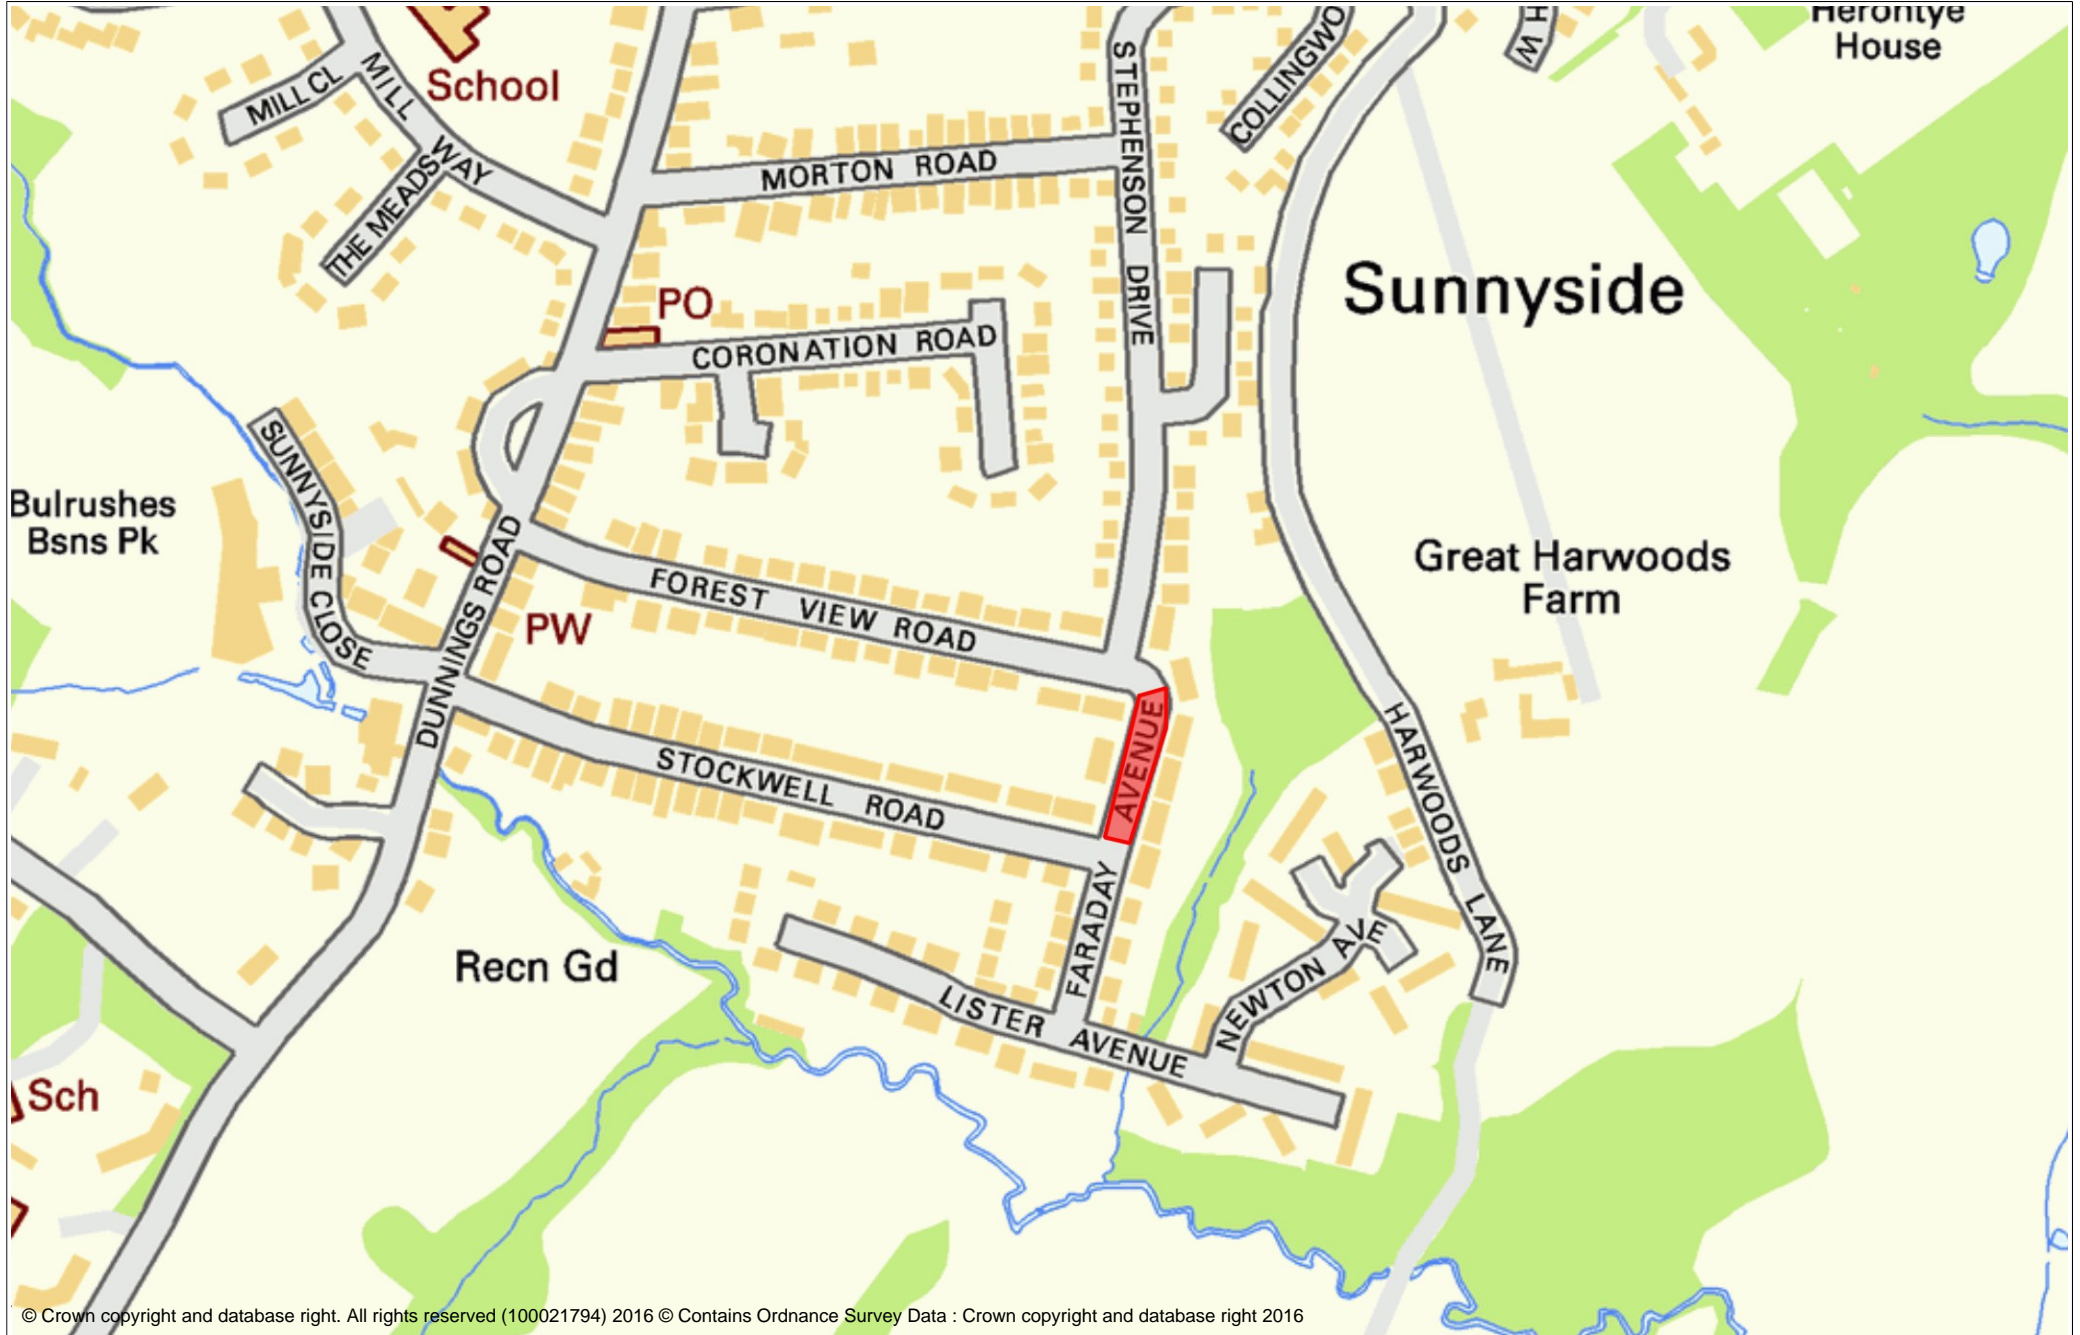 Herontye
House
School
MILL CL
MILL WAY
STEPHENSON DRIVE
COLLINGWO
H W
MORTON ROAD
THE MEADS
Sunnyside
PO
CORONATION ROAD
SUNNYSIDE CLOSE
Bulrushes
Bsns Pk
DUNNINGS ROAD
Great Harwoods
Farm
FOREST VIEW ROAD
PW
STOCKWELL ROAD
FARADAY AVENUE
HARWOODS LANE
Recn Gd
NEWTON AVE
LISTER AVENUE
Sch
© Crown copyright and database right. All rights reserved (100021794) 2016 © Contains Ordnance Survey Data : Crown copyright and database right 2016